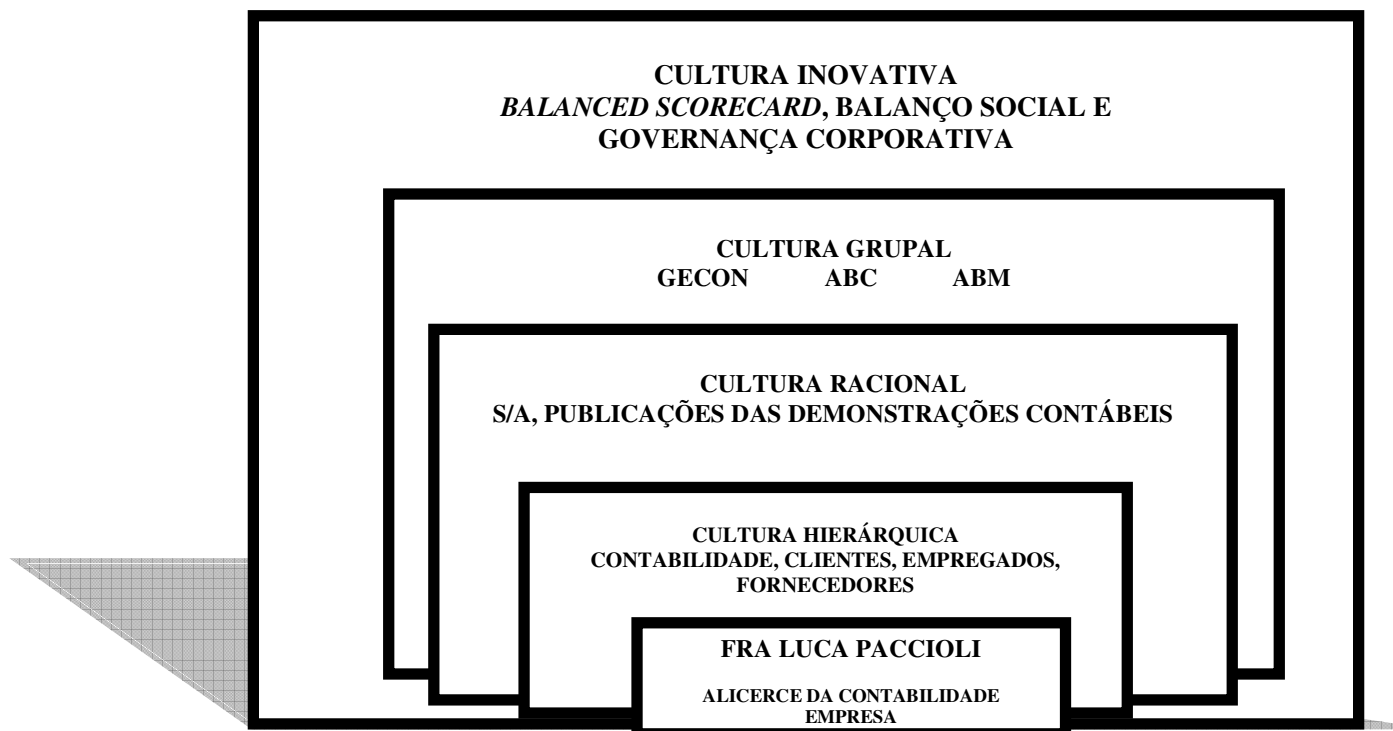 CULTURA INOVATIVA
BALANCED SCORECARD, BALANÇO SOCIAL E
GOVERNANÇA CORPORATIVA
CULTURA GRUPAL
GECON ABC ABM
CULTURA RACIONAL
S/A, PUBLICAÇÕES DAS DEMONSTRAÇÕES CONTÁBEIS
CULTURA HIERÁRQUICA
CONTABILIDADE, CLIENTES, EMPREGADOS,
FORNECEDORES
FRA LUCA PACCIOLI
ALICERCE DA CONTABILIDADE
EMPRESA